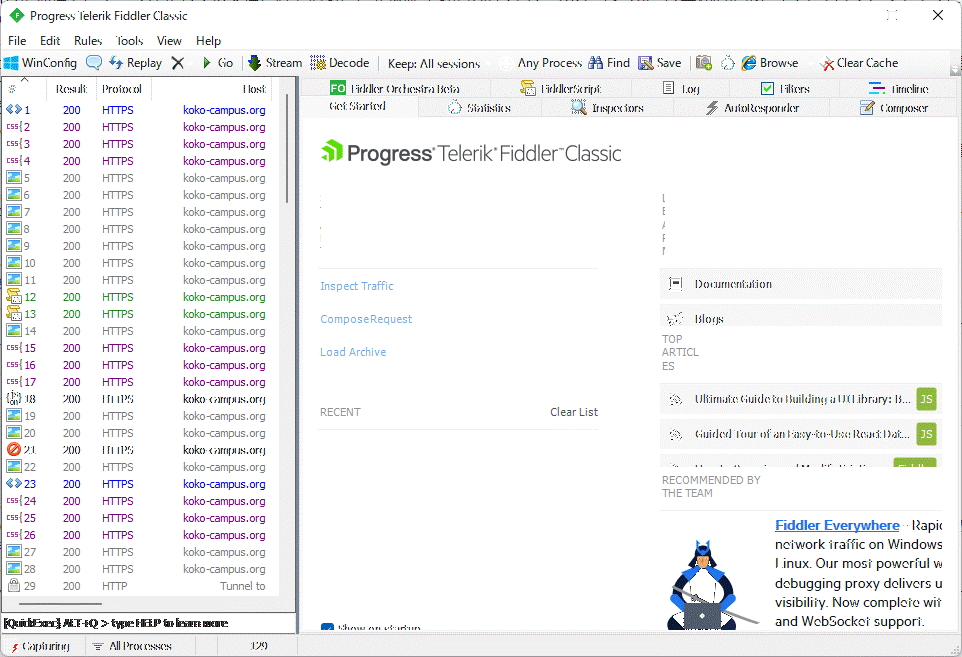 Progress Telerik Fiddler Classic
File Edit Rules Tools View Help
WinConfig Replay Go Stream Decode Keep: All sessions Any Process Find Save Browse Clear Cache
# Result Protocol Host
1 200 HTTPS koko-campus.org
2 200 HTTPS koko-campus.org
3 200 HTTPS koko-campus.org
4 200 HTTPS koko-campus.org
5 200 HTTPS koko-campus.org
6 200 HTTPS koko-campus.org
7 200 HTTPS koko-campus.org
8 200 HTTPS koko-campus.org
9 200 HTTPS koko-campus.org
10 200 HTTPS koko-campus.org
11 200 HTTPS koko-campus.org
12 200 HTTPS koko-campus.org
13 200 HTTPS koko-campus.org
14 200 HTTPS koko-campus.org
15 200 HTTPS koko-campus.org
16 200 HTTPS koko-campus.org
17 200 HTTPS koko-campus.org
18 200 HTTPS koko-campus.org
19 200 HTTPS koko-campus.org
20 200 HTTPS koko-campus.org
21 200 HTTPS koko-campus.org
22 200 HTTPS koko-campus.org
23 200 HTTPS koko-campus.org
24 200 HTTPS koko-campus.org
25 200 HTTPS koko-campus.org
26 200 HTTPS koko-campus.org
27 200 HTTPS koko-campus.org
28 200 HTTPS koko-campus.org
29 200 HTTP Tunnel to
[QuickExec] ALT+Q > type HELP to learn more
Capturing All Processes 129
FO Fiddler Orchestra Beta FiddlerScript Log Filters Timeline
Get Started Statistics Inspectors AutoResponder Composer
Progress Telerik Fiddler Classic
Inspect Traffic
Compose Request
Load Archive
RECENT Clear List
Show on startup
L
E
A
R
N
Documentation
Blogs
TOP
ARTICL
ES
Ultimate Guide to Building a UI Library: B... JS
Guided Tour of an Easy-to-Use React Dat... JS
Fiddler
RECOMMENDED BY
THE TEAM
Fiddler Everywhere - Rapid
network traffic on Windows
Linux. Our most powerful w
debugging proxy delivers u
visibility. Now complete wit
and WebSocket support.